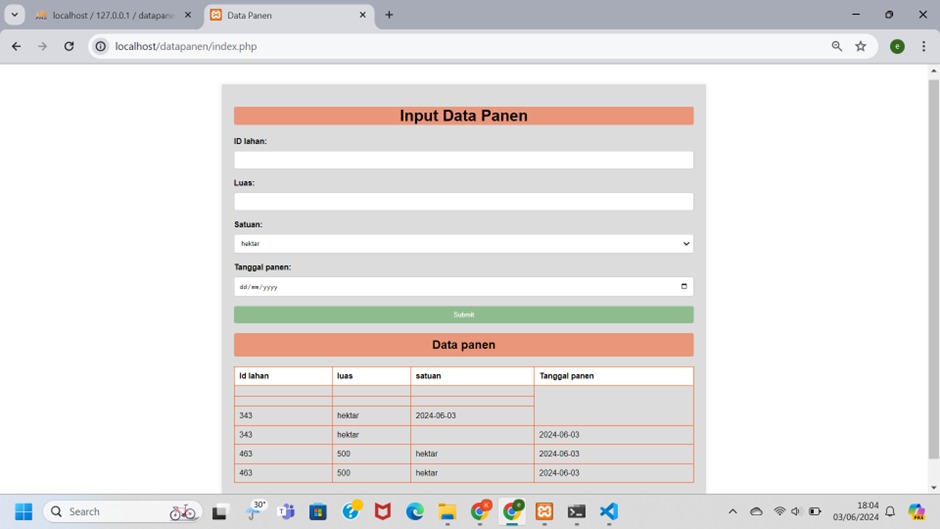 localhost / 127.0.0.1 / datapane
Data Panen
localhost/datapanen/index.php
e
Input Data Panen
ID lahan:
Luas:
Satuan:
hektar
Tanggal panen:
dd/mm/yyyy
Submit
Data panen
Id lahan luas satuan Tanggal panen
343 hektar 2024-06-03
343 hektar 2024-06-03
463 500 hektar 2024-06-03
463 500 hektar 2024-06-03
Search 30° 18:04
03/06/2024